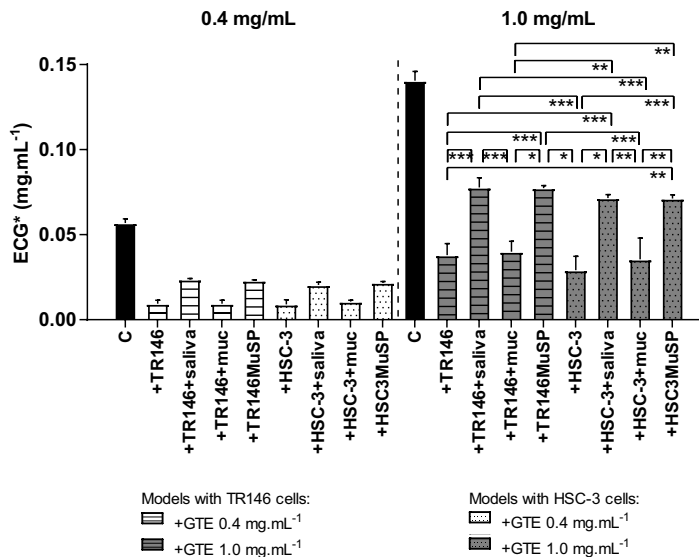 0.4 mg/mL
1.0 mg/mL
ECG* (mg.mL⁻¹)
0.15
0.10
0.05
0.00
**
**
***
***
***
***
***
***
***
***
*
*
*
**
**
**
C
+TR146
+TR146+saliva
+TR146+muc
+TR146MuSP
+HSC-3
+HSC-3+saliva
+HSC-3+muc
+HSC3MuSP
C
+TR146
+TR146+saliva
+TR146+muc
+TR146MuSP
+HSC-3
+HSC-3+saliva
+HSC-3+muc
+HSC3MuSP
Models with TR146 cells:
+GTE 0.4 mg.mL⁻¹
+GTE 1.0 mg.mL⁻¹
Models with HSC-3 cells:
+GTE 0.4 mg.mL⁻¹
+GTE 1.0 mg.mL⁻¹